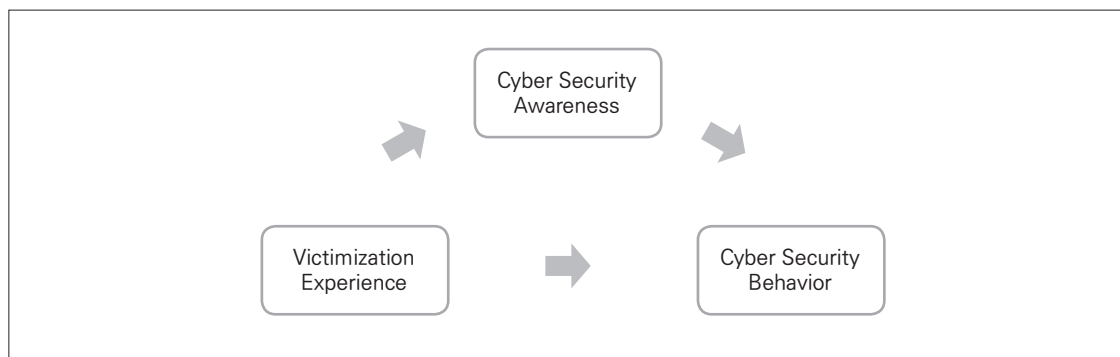 Cyber Security
Awareness
Victimization
Experience
Cyber Security
Behavior